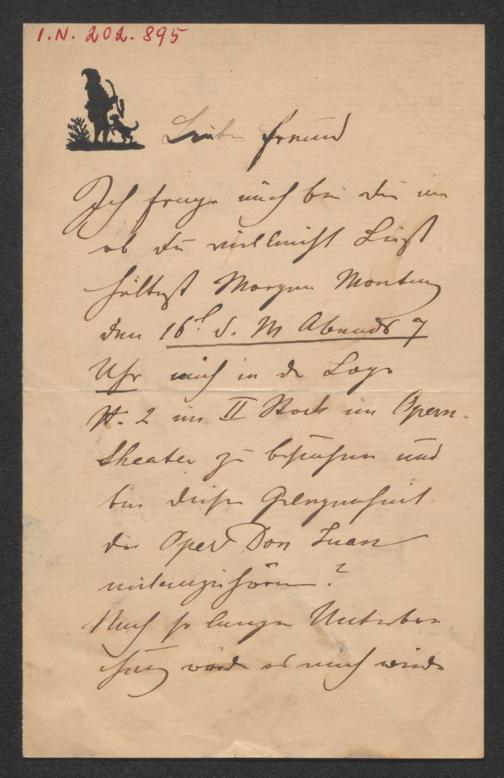 I.N. 202.895
Lieber Freund
Ich frage mich bei dir an
ob du vielleicht Lust
hättest Morgen Montag
den 16t d. M Abends 7
Uhr mich in der Loge
N. 2 im II Stock im Opern-
theater zu besuchen und
bei dieser Gelegenheit
die Oper Don Juan
mitanzuhören?
Nach so langer Unterbre
chung würde es mich wieder